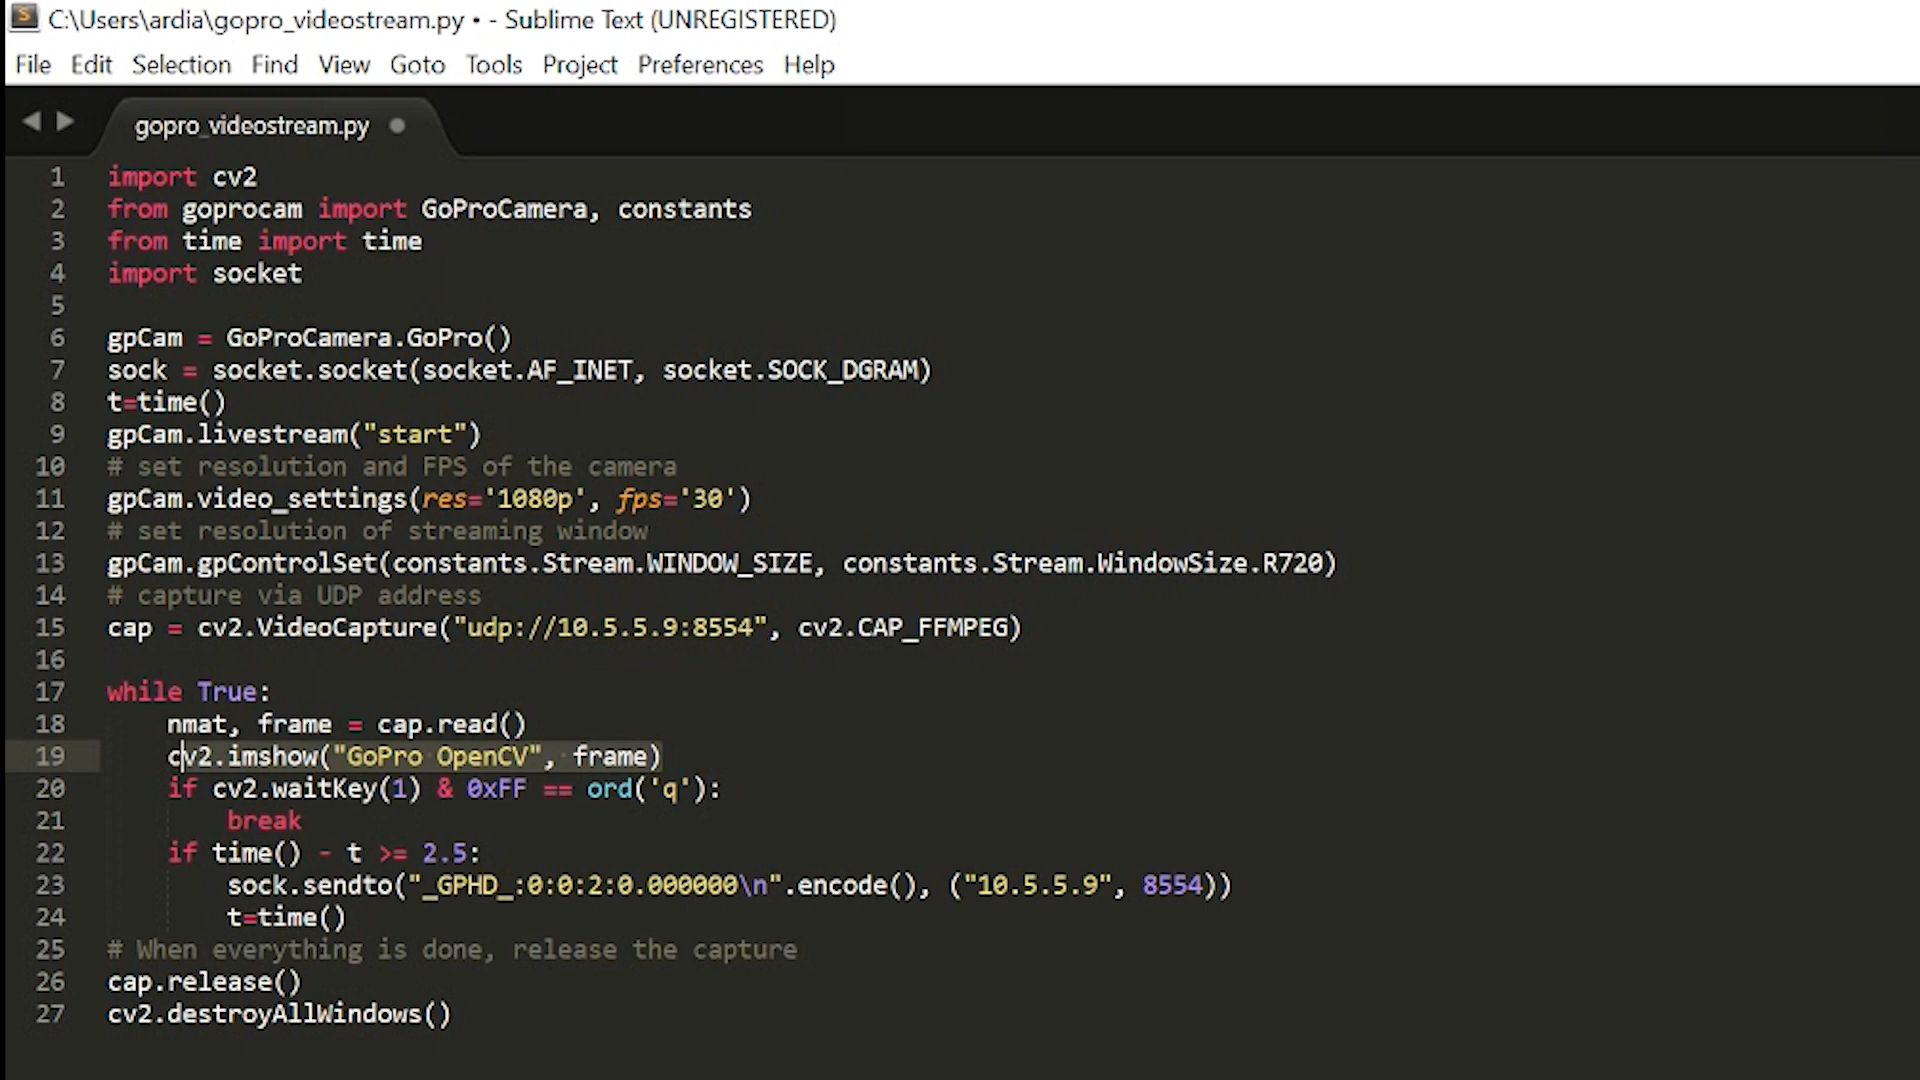 C:\Users\ardia\gopro_videostream.py • - Sublime Text (UNREGISTERED)
File Edit Selection Find View Goto Tools Project Preferences Help
gopro_videostream.py
1 import cv2
2 from goprocam import GoProCamera, constants
3 from time import time
4 import socket
5
6 gpCam = GoProCamera.GoPro()
7 sock = socket.socket(socket.AF_INET, socket.SOCK_DGRAM)
8 t=time()
9 gpCam.livestream("start")
10 # set resolution and FPS of the camera
11 gpCam.video_settings(res='1080p', fps='30')
12 # set resolution of streaming window
13 gpCam.gpControlSet(constants.Stream.WINDOW_SIZE, constants.Stream.WindowSize.R720)
14 # capture via UDP address
15 cap = cv2.VideoCapture("udp://10.5.5.9:8554", cv2.CAP_FFMPEG)
16
17 while True:
18     nmat, frame = cap.read()
19     cv2.imshow("GoPro OpenCV", frame)
20     if cv2.waitKey(1) & 0xFF == ord('q'):
21         break
22     if time() - t >= 2.5:
23         sock.sendto("_GPHD_:0:0:2:0.000000\n".encode(), ("10.5.5.9", 8554))
24         t=time()
25 # When everything is done, release the capture
26 cap.release()
27 cv2.destroyAllWindows()